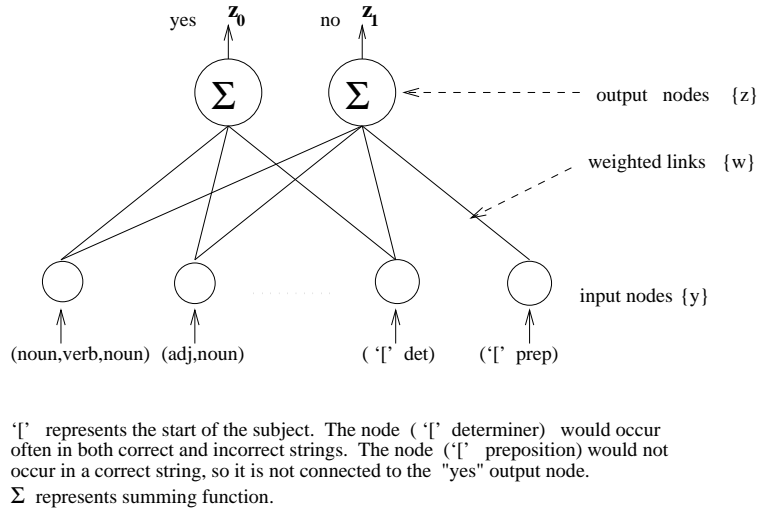 yes z₀ no z₁
Σ Σ
output nodes {z}
weighted links {w}
input nodes {y}
(noun,verb,noun) (adj,noun) ( ‘[’ det) (‘[’ prep)
‘[’ represents the start of the subject. The node ( ‘[’ determiner) would occur
often in both correct and incorrect strings. The node (‘[’ preposition) would not
occur in a correct string, so it is not connected to the "yes" output node.
Σ represents summing function.